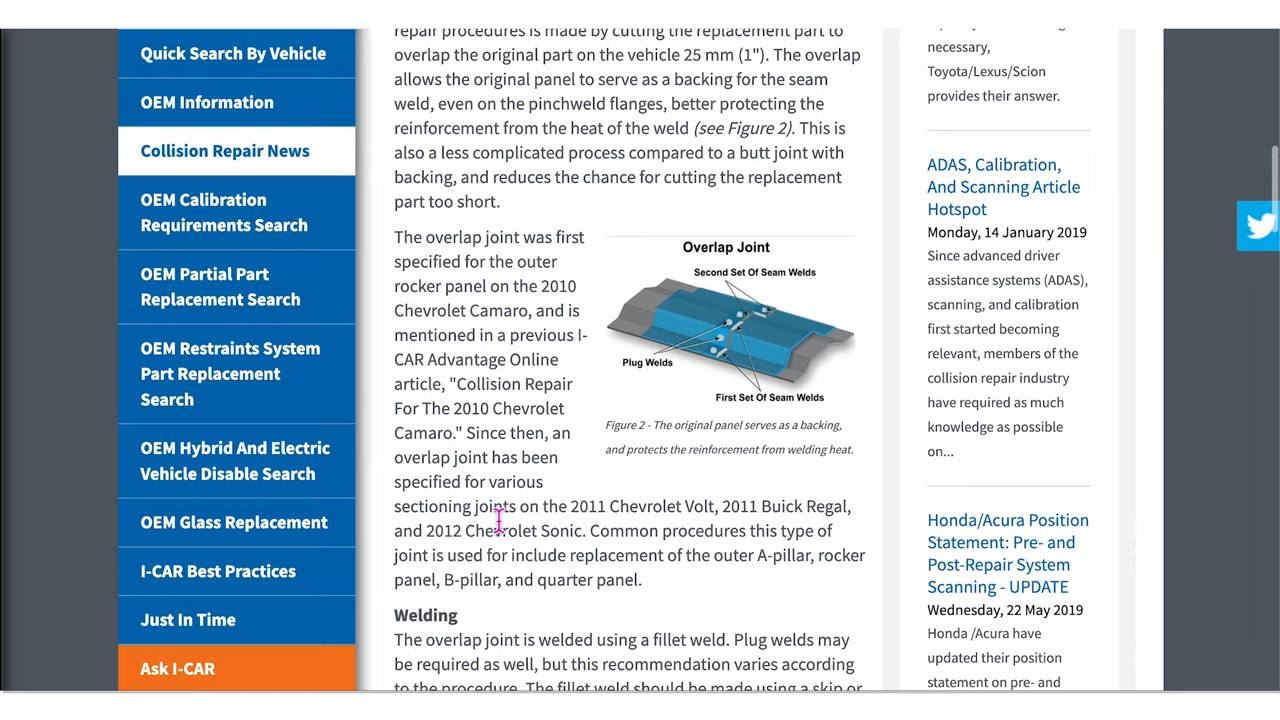 Quick Search By Vehicle
OEM Information
Collision Repair News
OEM Calibration
Requirements Search
OEM Partial Part
Replacement Search
OEM Restraints System
Part Replacement
Search
OEM Hybrid And Electric
Vehicle Disable Search
OEM Glass Replacement
I-CAR Best Practices
Just In Time
Ask I-CAR
repair procedures is made by cutting the replacement part to
overlap the original part on the vehicle 25 mm (1"). The overlap
allows the original panel to serve as a backing for the seam
weld, even on the pinchweld flanges, better protecting the
reinforcement from the heat of the weld (see Figure 2). This is
also a less complicated process compared to a butt joint with
backing, and reduces the chance for cutting the replacement
part too short.
The overlap joint was first
specified for the outer
rocker panel on the 2010
Chevrolet Camaro, and is
mentioned in a previous I-
CAR Advantage Online
article, "Collision Repair
For The 2010 Chevrolet
Camaro." Since then, an
overlap joint has been
specified for various
sectioning joints on the 2011 Chevrolet Volt, 2011 Buick Regal,
and 2012 Chevrolet Sonic. Common procedures this type of
joint is used for include replacement of the outer A-pillar, rocker
panel, B-pillar, and quarter panel.
Overlap Joint
Second Set Of Seam Welds
Plug Welds
First Set Of Seam Welds
Figure 2 - The original panel serves as a backing,
and protects the reinforcement from welding heat.
Welding
The overlap joint is welded using a fillet weld. Plug welds may
be required as well, but this recommendation varies according
to the procedure. The fillet weld should be made using a skip or
necessary,
Toyota/Lexus/Scion
provides their answer.
ADAS, Calibration,
And Scanning Article
Hotspot
Monday, 14 January 2019
Since advanced driver
assistance systems (ADAS),
scanning, and calibration
first started becoming
relevant, members of the
collision repair industry
have required as much
knowledge as possible
on...
Honda/Acura Position
Statement: Pre- and
Post-Repair System
Scanning - UPDATE
Wednesday, 22 May 2019
Honda /Acura have
updated their position
statement on pre- and